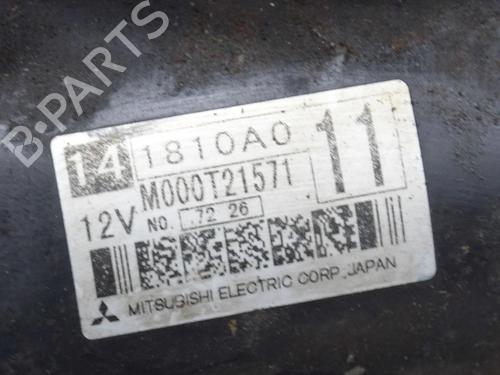 B-PARTS
14 1810A0 11
M000T21571
12V NO. 72 26
MITSUBISHI ELECTRIC CORP. JAPAN